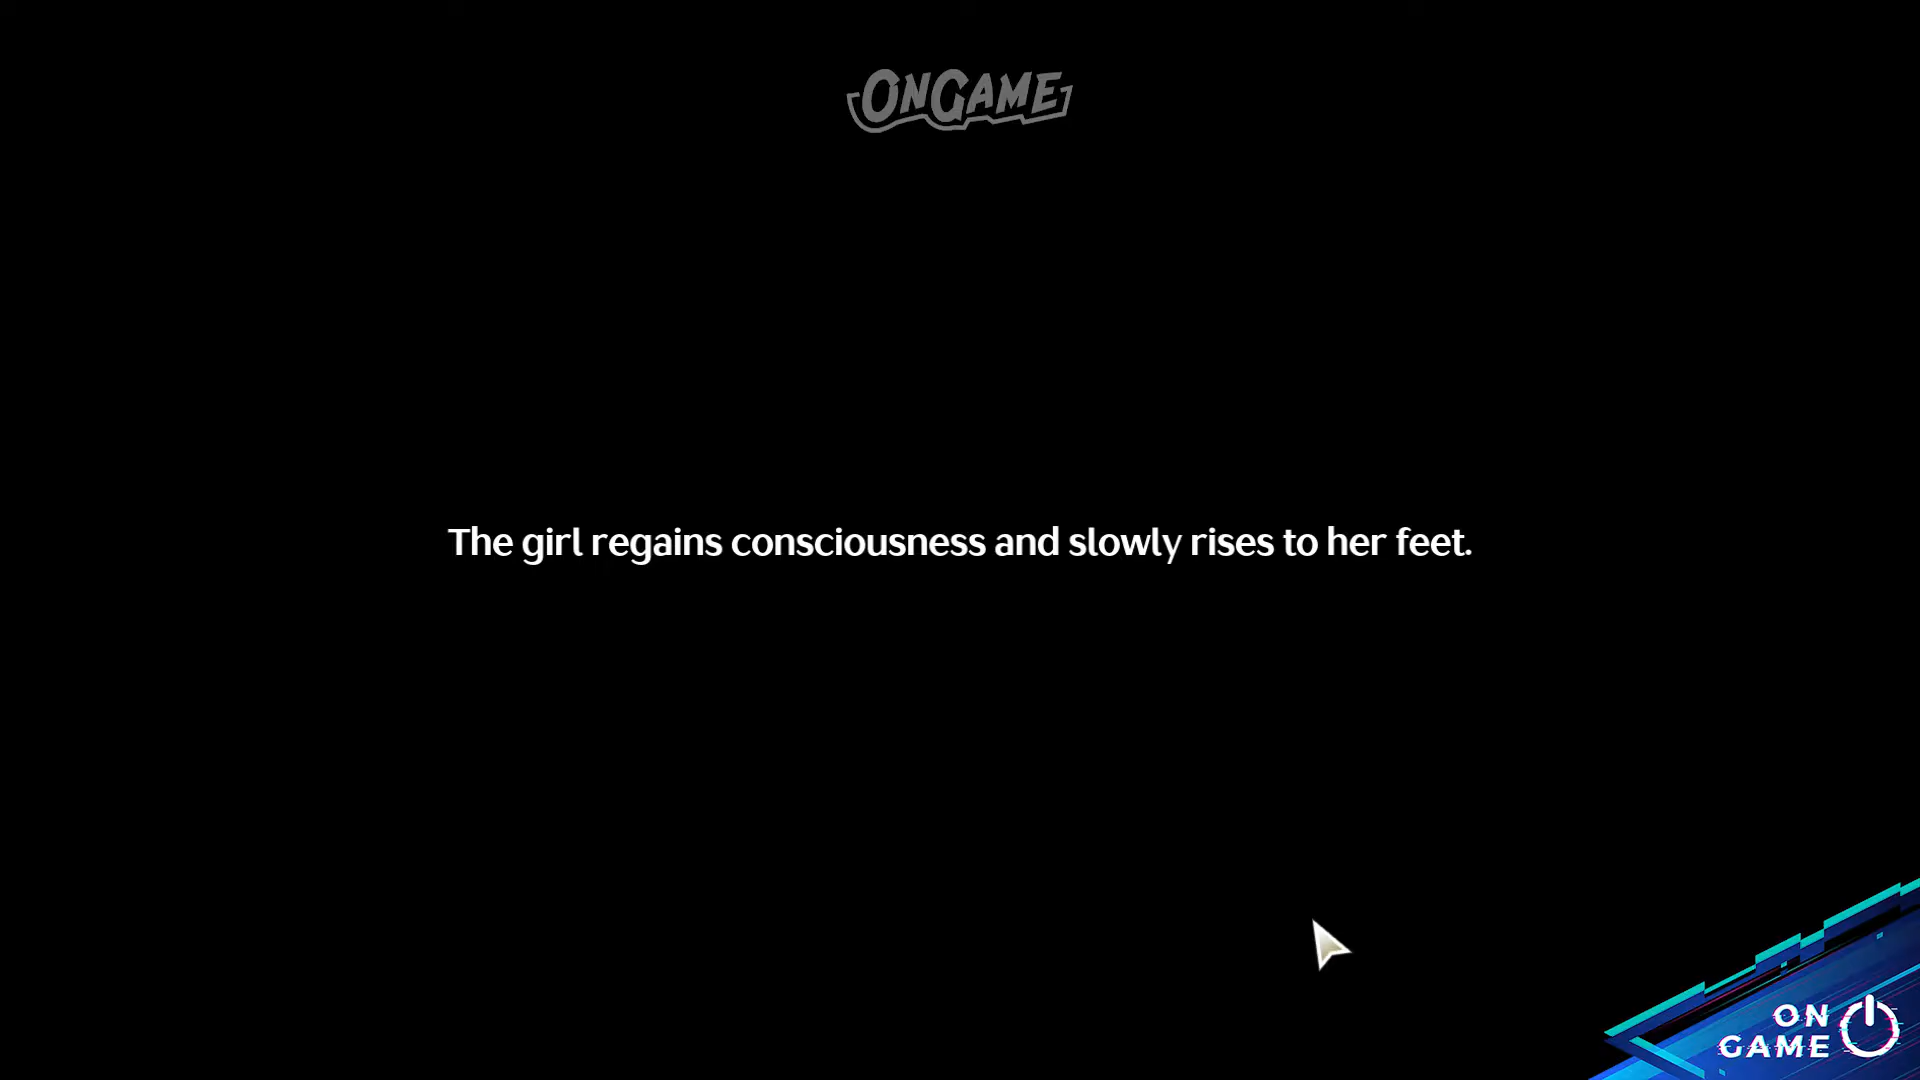 ONGAME
The girl regains consciousness and slowly rises to her feet.
ON
GAME